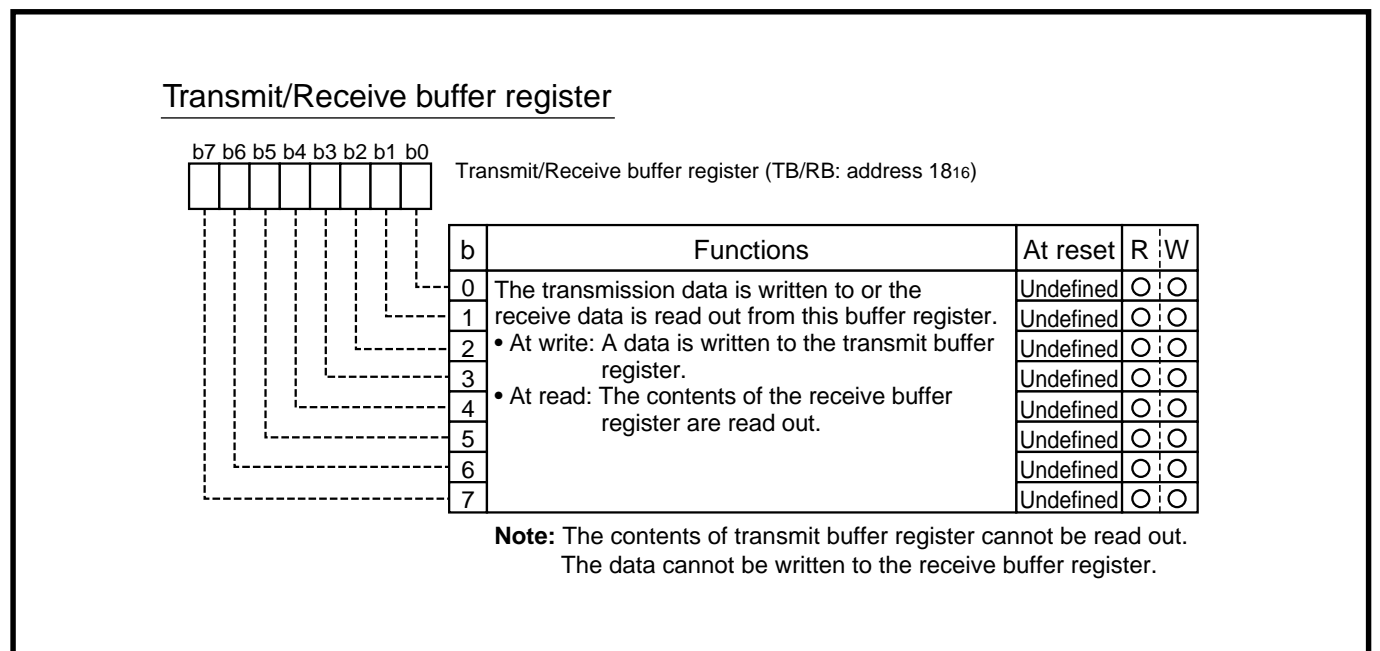 Transmit/Receive buffer register
b7 b6 b5 b4 b3 b2 b1 b0
Transmit/Receive buffer register (TB/RB: address 18₁₆)
b Functions At reset R W
0 The transmission data is written to or the Undefined ○ ○
1 receive data is read out from this buffer register. Undefined ○ ○
2 • At write: A data is written to the transmit buffer Undefined ○ ○
3 register. Undefined ○ ○
4 • At read: The contents of the receive buffer Undefined ○ ○
5 register are read out. Undefined ○ ○
6 Undefined ○ ○
7 Undefined ○ ○
Note: The contents of transmit buffer register cannot be read out.
The data cannot be written to the receive buffer register.